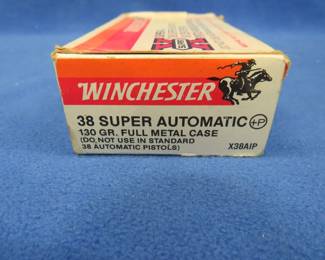 WINCHESTER
38 SUPER AUTOMATIC +P
130 GR. FULL METAL CASE
(DO NOT USE IN STANDARD
38 AUTOMATIC PISTOLS) X38A1P